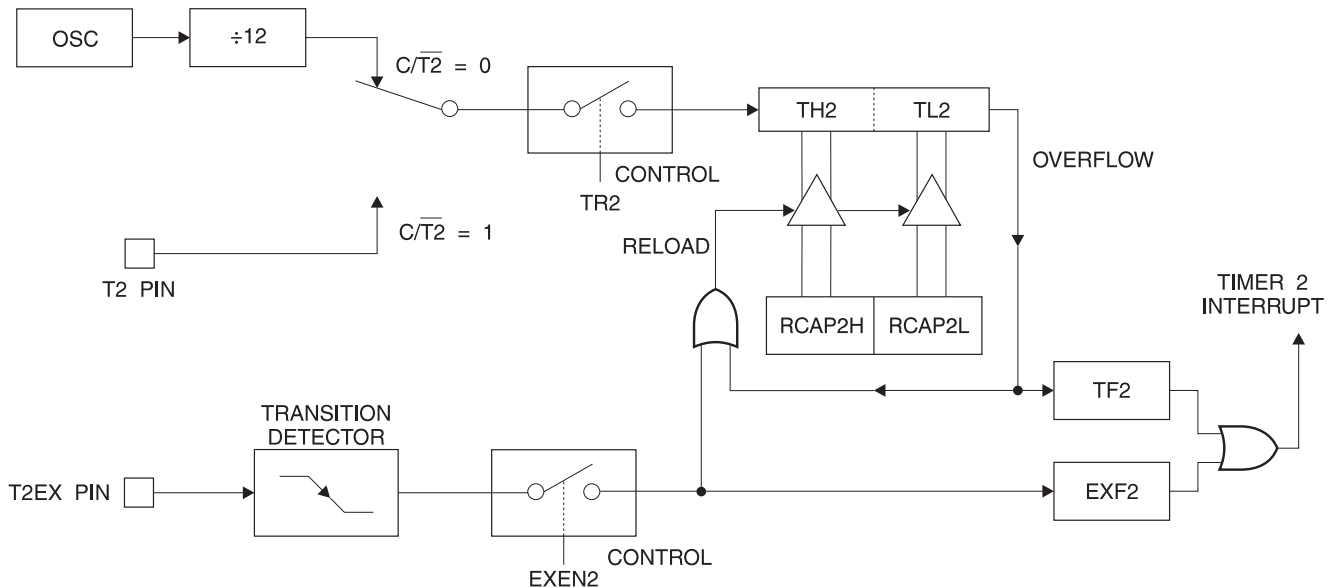 OSC
÷12
C/T2̅ = 0
TH2
TL2
OVERFLOW
CONTROL
TR2
C/T2̅ = 1
T2 PIN
RELOAD
RCAP2H
RCAP2L
TIMER 2
INTERRUPT
TF2
TRANSITION
DETECTOR
T2EX PIN
EXF2
CONTROL
EXEN2